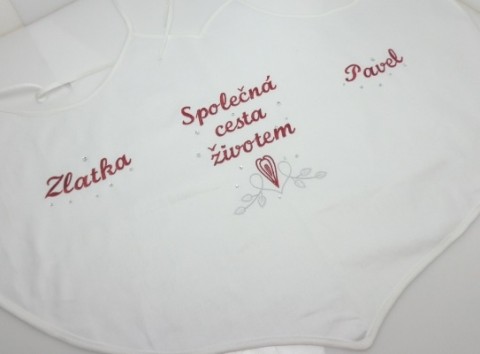 Zlatka
Společná
cesta
životem
Pavel